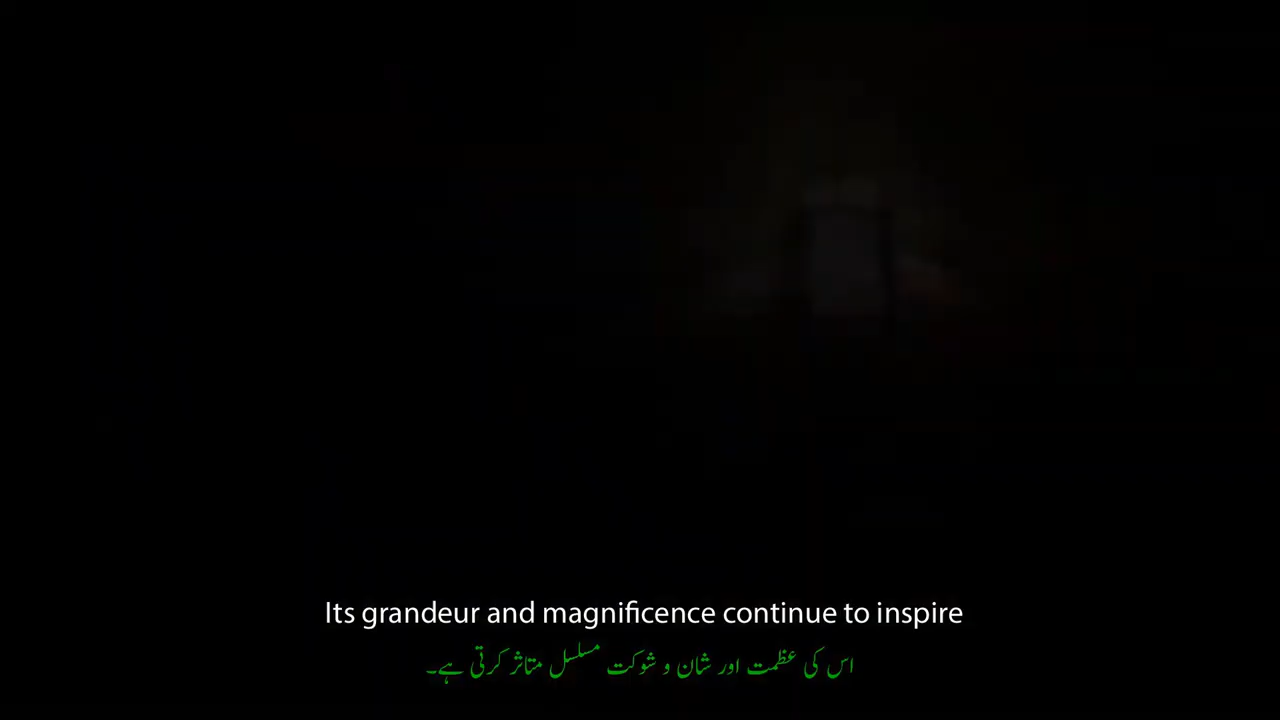 Its grandeur and magnificence continue to inspire
اس کی عظمت اور شان و شوکت مسلسل متاثر کرتی ہے۔